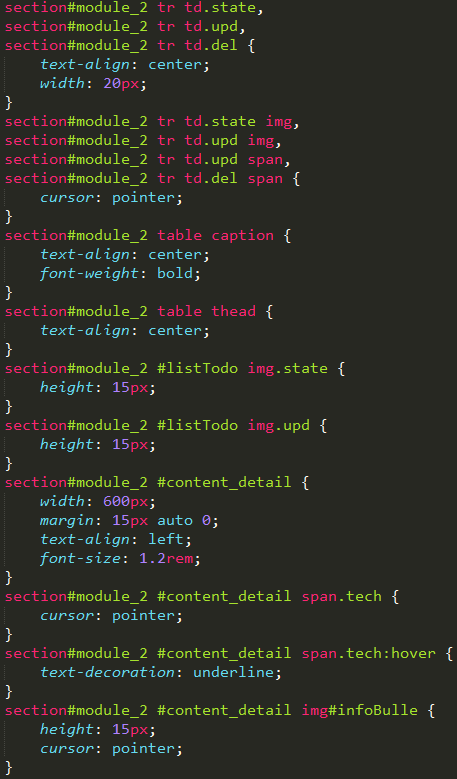 section#module_2 tr td.state,
section#module_2 tr td.upd,
section#module_2 tr td.del {
    text-align: center;
    width: 20px;
}
section#module_2 tr td.state img,
section#module_2 tr td.upd img,
section#module_2 tr td.upd span,
section#module_2 tr td.del span {
    cursor: pointer;
}
section#module_2 table caption {
    text-align: center;
    font-weight: bold;
}
section#module_2 table thead {
    text-align: center;
}
section#module_2 #listTodo img.state {
    height: 15px;
}
section#module_2 #listTodo img.upd {
    height: 15px;
}
section#module_2 #content_detail {
    width: 600px;
    margin: 15px auto 0;
    text-align: left;
    font-size: 1.2rem;
}
section#module_2 #content_detail span.tech {
    cursor: pointer;
}
section#module_2 #content_detail span.tech:hover {
    text-decoration: underline;
}
section#module_2 #content_detail img#infoBulle {
    height: 15px;
    cursor: pointer;
}